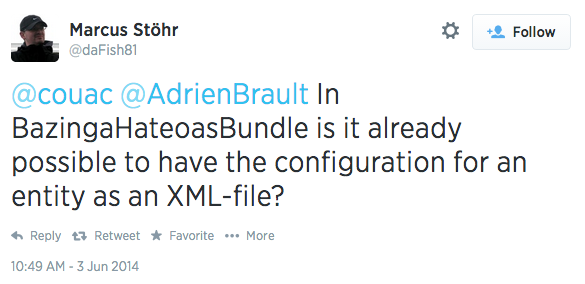 Marcus Stöhr
@daFish81
Follow
@couac @AdrienBrault In
BazingaHateoasBundle is it already
possible to have the configuration for an
entity as an XML-file?
Reply Retweet Favorite More
10:49 AM - 3 Jun 2014